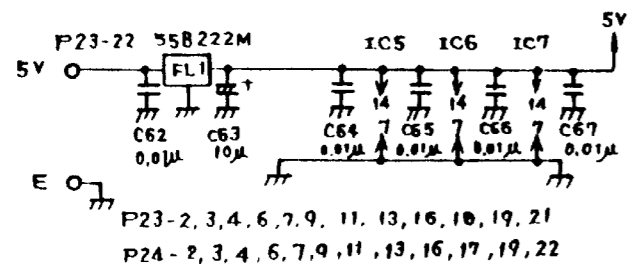 5V
P23-22 55B222M IC5 IC6 IC7
5V FL1 +
14 14 14
C62 C63 C64 C65 C66 C67
7 7 7
0.01μ 10μ 0.01μ 0.01μ 0.01μ 0.01μ
E
P23-2, 3, 4, 6, 7, 9, 11, 13, 16, 18, 19, 21
P24-2, 3, 4, 6, 7, 9, 11, 13, 16, 17, 19, 22